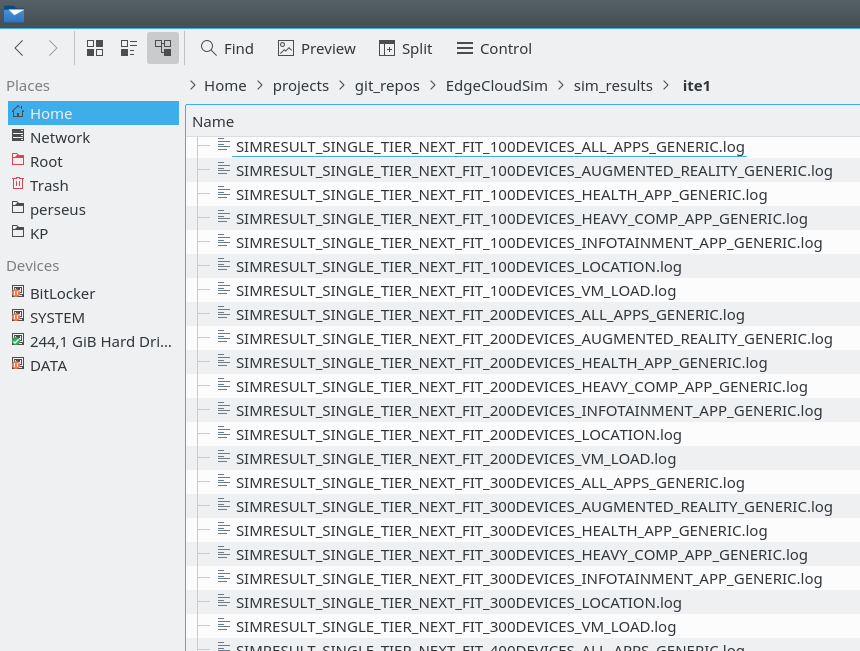 Find Preview Split Control
Places
Home
Network
Root
Trash
perseus
KP
Devices
BitLocker
SYSTEM
244,1 GiB Hard Dri...
DATA
Home projects git_repos EdgeCloudSim sim_results ite1
Name
SIMRESULT_SINGLE_TIER_NEXT_FIT_100DEVICES_ALL_APPS_GENERIC.log
SIMRESULT_SINGLE_TIER_NEXT_FIT_100DEVICES_AUGMENTED_REALITY_GENERIC.log
SIMRESULT_SINGLE_TIER_NEXT_FIT_100DEVICES_HEALTH_APP_GENERIC.log
SIMRESULT_SINGLE_TIER_NEXT_FIT_100DEVICES_HEAVY_COMP_APP_GENERIC.log
SIMRESULT_SINGLE_TIER_NEXT_FIT_100DEVICES_INFOTAINMENT_APP_GENERIC.log
SIMRESULT_SINGLE_TIER_NEXT_FIT_100DEVICES_LOCATION.log
SIMRESULT_SINGLE_TIER_NEXT_FIT_100DEVICES_VM_LOAD.log
SIMRESULT_SINGLE_TIER_NEXT_FIT_200DEVICES_ALL_APPS_GENERIC.log
SIMRESULT_SINGLE_TIER_NEXT_FIT_200DEVICES_AUGMENTED_REALITY_GENERIC.log
SIMRESULT_SINGLE_TIER_NEXT_FIT_200DEVICES_HEALTH_APP_GENERIC.log
SIMRESULT_SINGLE_TIER_NEXT_FIT_200DEVICES_HEAVY_COMP_APP_GENERIC.log
SIMRESULT_SINGLE_TIER_NEXT_FIT_200DEVICES_INFOTAINMENT_APP_GENERIC.log
SIMRESULT_SINGLE_TIER_NEXT_FIT_200DEVICES_LOCATION.log
SIMRESULT_SINGLE_TIER_NEXT_FIT_200DEVICES_VM_LOAD.log
SIMRESULT_SINGLE_TIER_NEXT_FIT_300DEVICES_ALL_APPS_GENERIC.log
SIMRESULT_SINGLE_TIER_NEXT_FIT_300DEVICES_AUGMENTED_REALITY_GENERIC.log
SIMRESULT_SINGLE_TIER_NEXT_FIT_300DEVICES_HEALTH_APP_GENERIC.log
SIMRESULT_SINGLE_TIER_NEXT_FIT_300DEVICES_HEAVY_COMP_APP_GENERIC.log
SIMRESULT_SINGLE_TIER_NEXT_FIT_300DEVICES_INFOTAINMENT_APP_GENERIC.log
SIMRESULT_SINGLE_TIER_NEXT_FIT_300DEVICES_LOCATION.log
SIMRESULT_SINGLE_TIER_NEXT_FIT_300DEVICES_VM_LOAD.log
SIMRESULT_SINGLE_TIER_NEXT_FIT_400DEVICES_ALL_APPS_GENERIC.log